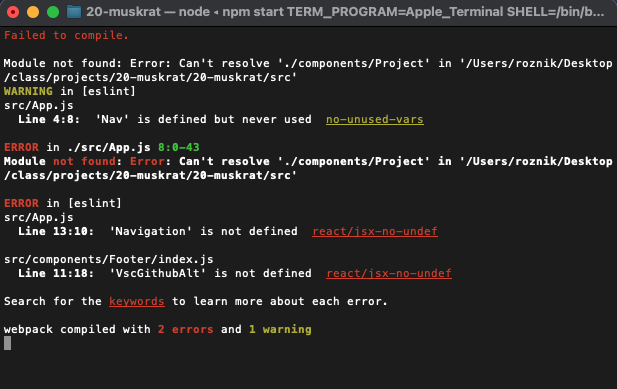 20-muskrat — node ◂ npm start TERM_PROGRAM=Apple_Terminal SHELL=/bin/b...
Failed to compile.
Module not found: Error: Can't resolve './components/Project' in '/Users/roznik/Desktop
/class/projects/20-muskrat/20-muskrat/src'
WARNING in [eslint]
src/App.js
Line 4:8: 'Nav' is defined but never used no-unused-vars
ERROR in ./src/App.js 8:0-43
Module not found: Error: Can't resolve './components/Project' in '/Users/roznik/Desktop
/class/projects/20-muskrat/20-muskrat/src'
ERROR in [eslint]
src/App.js
Line 13:10: 'Navigation' is not defined react/jsx-no-undef
src/components/Footer/index.js
Line 11:18: 'VscGithubAlt' is not defined react/jsx-no-undef
Search for the keywords to learn more about each error.
webpack compiled with 2 errors and 1 warning